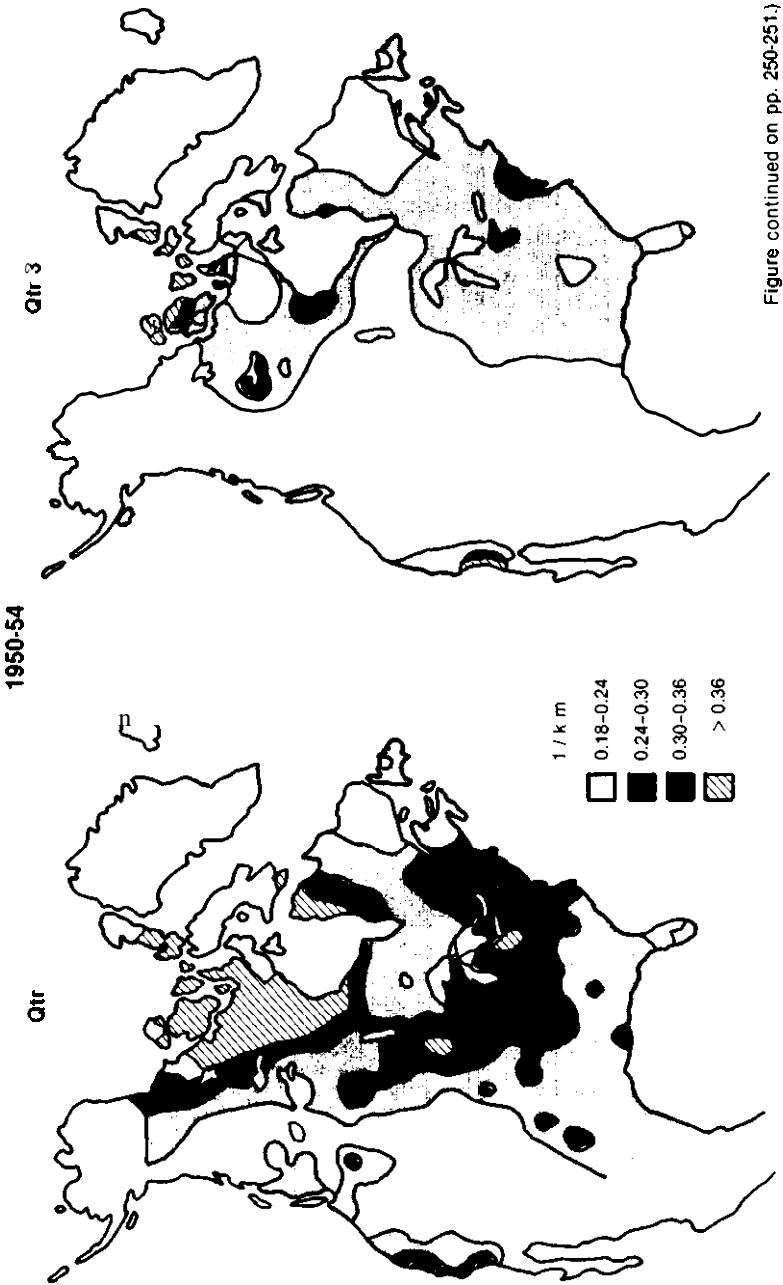 1950-54
Qtr
Qtr 3
1 / k m
0.18-0.24
0.24-0.30
0.30-0.36
> 0.36
n
Figure continued on pp. 250-251.)